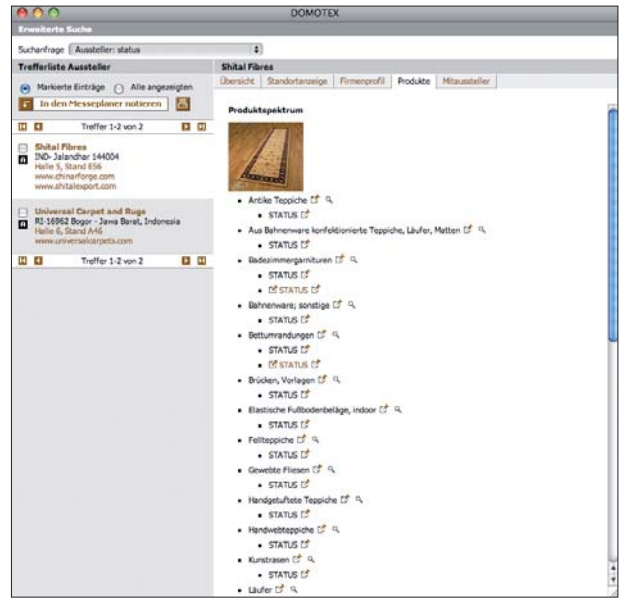 DOMOTEX
Erweiterte Suche
Suchanfrage Aussteller: status
Trefferliste Aussteller
Markierte Einträge Alle angezeigten
In den Messeplaner notieren
Treffer 1-2 von 2
Shital Fibres
IND- Jalandhar 144004
Halle 5, Stand E56
www.chinarforge.com
www.shitalexport.com
Universal Carpet and Rugs
RI-16962 Bogor - Jawa Barat, Indonesia
Halle 6, Stand A46
www.universalcarpets.com
Treffer 1-2 von 2
Shital Fibres
Übersicht Standortanzeige Firmenprofil Produkte Mitaussteller
Produktspektrum
Antike Teppiche
STATUS
Aus Bahnenware konfektionierte Teppiche, Läufer, Matten
STATUS
Badezimmergarnituren
STATUS
STATUS
Bahnenware; sonstige
STATUS
Bettumrandungen
STATUS
STATUS
Brücken, Vorlagen
STATUS
Elastische Fußbodenbeläge, indoor
STATUS
Fellteppiche
STATUS
Gewebte Fliesen
STATUS
Handgetuftete Teppiche
STATUS
Handwebteppiche
STATUS
Kunstrasen
STATUS
Läufer